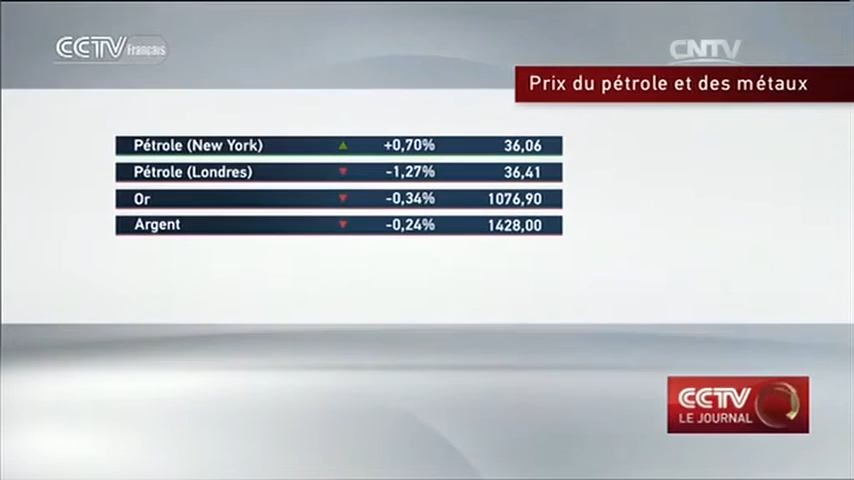 CCTV Français
CNTV
Prix du pétrole et des métaux
Pétrole (New York) ▲ +0,70% 36,06
Pétrole (Londres) ▼ -1,27% 36,41
Or ▼ -0,34% 1076,90
Argent ▼ -0,24% 1428,00
CCTV
LE JOURNAL